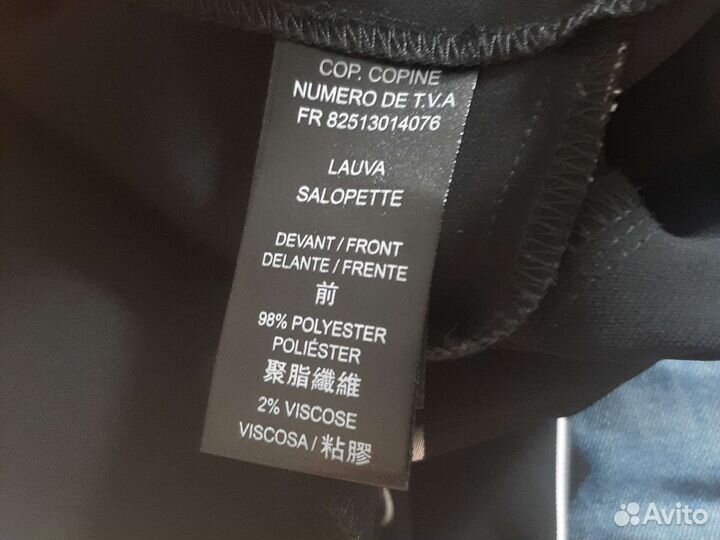 COP. COPINE
NUMERO DE T.V.A
FR 82513014076
LAUVA
SALOPETTE
DEVANT / FRONT
DELANTE / FRENTE
前
98% POLYESTER
POLIÉSTER
聚脂纖維
2% VISCOSE
VISCOSA / 粘膠
Avito